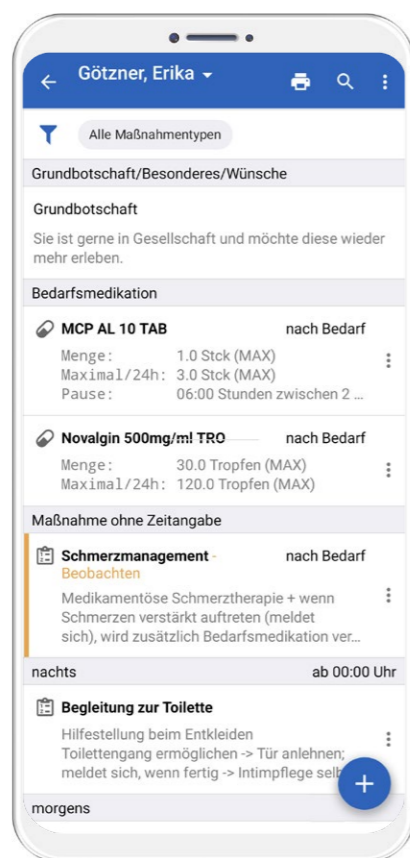 Götzner, Erika
Alle Maßnahmentypen
Grundbotschaft/Besonderes/Wünsche
Grundbotschaft
Sie ist gerne in Gesellschaft und möchte diese wieder
mehr erleben.
Bedarfsmedikation
MCP AL 10 TAB nach Bedarf
Menge: 1.0 Stck (MAX)
Maximal/24h: 3.0 Stck (MAX)
Pause: 06:00 Stunden zwischen 2 ...
Novalgin 500mg/ml TRO nach Bedarf
Menge: 30.0 Tropfen (MAX)
Maximal/24h: 120.0 Tropfen (MAX)
Maßnahme ohne Zeitangabe
Schmerzmanagement - nach Bedarf
Beobachten
Medikamentöse Schmerztherapie + wenn
Schmerzen verstärkt auftreten (meldet
sich), wird zusätzlich Bedarfsmedikation ver...
nachts ab 00:00 Uhr
Begleitung zur Toilette
Hilfestellung beim Entkleiden
Toilettengang ermöglichen -> Tür anlehnen;
meldet sich, wenn fertig -> Intimpflege
morgens